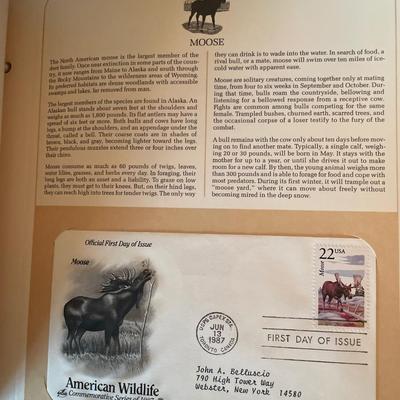 MOOSE
The North American moose is the largest member of the
deer family. Once near extinction in some parts of the coun-
try, it now ranges from Maine to Alaska and south through
the Rocky Mountains to the wilderness areas of Wyoming.
Its preferred habitats are dense woodlands with accessible
swamps and lakes, far removed from man.
The largest members of the species are found in Alaska. An
Alaskan bull stands about seven feet at the shoulders and
weighs as much as 1,800 pounds. Its flat antlers may have a
spread of six feet or more. Both bulls and cows have long
legs, a hump at the shoulder, and an appendage under the
throat, called a bell. Their coarse coats are in shades of
brown, black, and grey, becoming lighter toward the legs.
Their pendulous muzzles extend three or four inches over
their chins.
Moose consume as much as 60 pounds of twigs, leaves,
water lilies, grasses, and herbs every day. In foraging, their
long legs are both an asset and a liability. To graze on low
plants, they must get to their knees. But, on their hind legs,
they can reach high into trees for tender twigs. The only way
they can drink is to wade into the water. In search of food, a
rival bull, or a mate, moose will swim over ten miles of ice-
cold water with apparent ease.
Moose are solitary creatures, coming together only at mating
time, from four to six weeks in September and October. Dur-
ing that time, bulls roam the countryside, bellowing and
listening for a bellowed response from a receptive cow.
Fights are common among bulls competing for the same
female. Trampled bushes, churned earth, scarred trees, and
the occasional corpse of a loser testify to the fury of the
combat.
A bull remains with the cow only about ten days before mov-
ing on to find another mate. Typically, a single calf, weigh-
ing 20 or 30 pounds, will be born in May. It stays with the
mother for up to a year, or until she drives it out to make
room for a new calf. By then, the young animal weighs more
than 300 pounds and is able to forage for food and cope with
most predators. During its first winter, it will trample out a
"moose yard," where it can move about freely without
becoming mired in the deep snow.
Official First Day of Issue
Moose
American Wildlife
Commemorative Series of 1987
USPS CAPEX STA.
JUN
13
1987
TORONTO CANADA
22 USA
Moose
FIRST DAY OF ISSUE
John A. Belluscio
790 High Tower Way
Webster, New York 14580